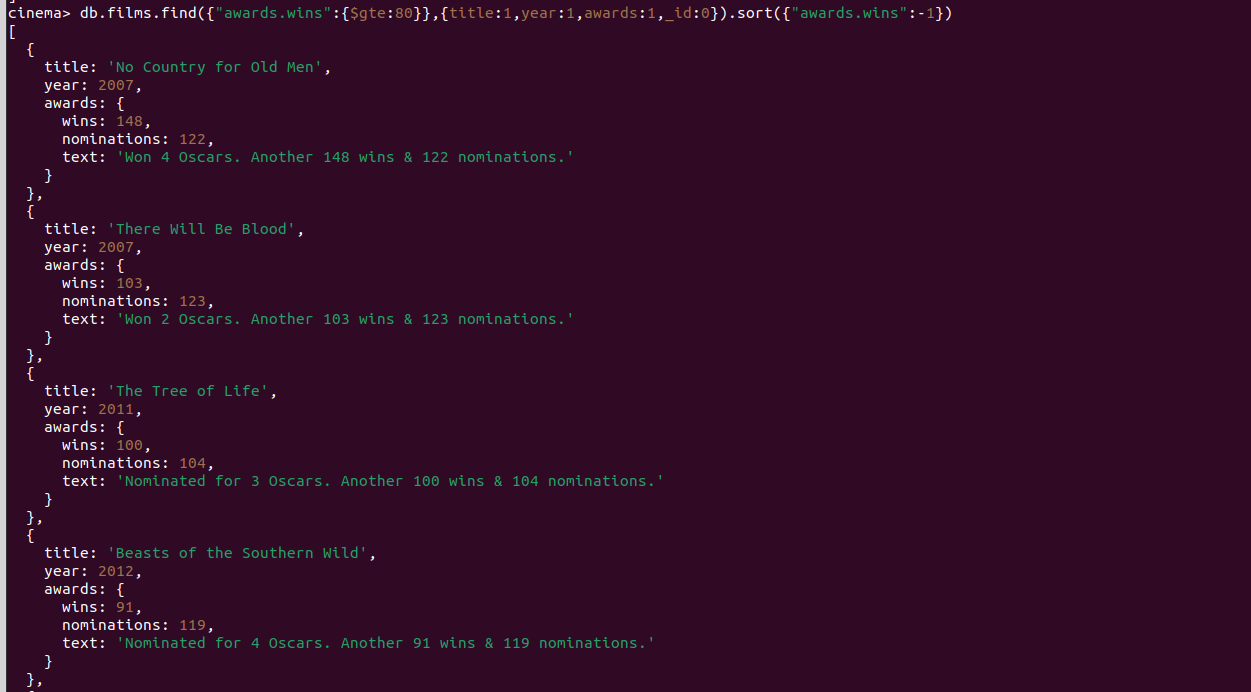 cinema> db.films.find({"awards.wins":{$gte:80}},{title:1,year:1,awards:1,_id:0}).sort({"awards.wins":-1})
[
  {
    title: 'No Country for Old Men',
    year: 2007,
    awards: {
      wins: 148,
      nominations: 122,
      text: 'Won 4 Oscars. Another 148 wins & 122 nominations.'
    }
  },
  {
    title: 'There Will Be Blood',
    year: 2007,
    awards: {
      wins: 103,
      nominations: 123,
      text: 'Won 2 Oscars. Another 103 wins & 123 nominations.'
    }
  },
  {
    title: 'The Tree of Life',
    year: 2011,
    awards: {
      wins: 100,
      nominations: 104,
      text: 'Nominated for 3 Oscars. Another 100 wins & 104 nominations.'
    }
  },
  {
    title: 'Beasts of the Southern Wild',
    year: 2012,
    awards: {
      wins: 91,
      nominations: 119,
      text: 'Nominated for 4 Oscars. Another 91 wins & 119 nominations.'
    }
  },